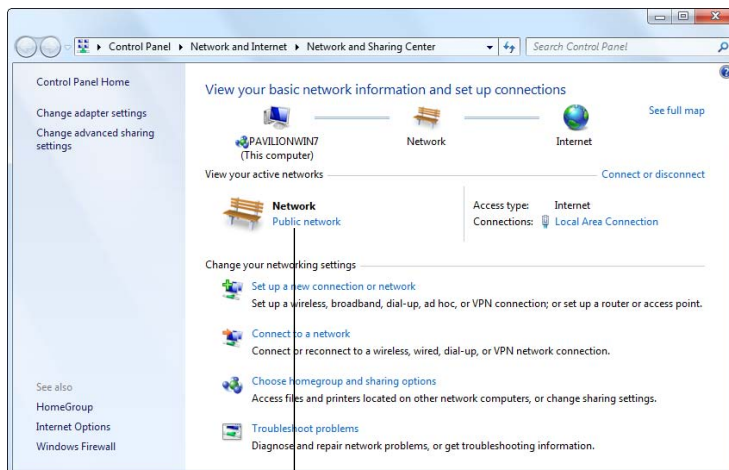 Control Panel ▸ Network and Internet ▸ Network and Sharing Center
Search Control Panel
Control Panel Home
Change adapter settings
Change advanced sharing
settings
See also
HomeGroup
Internet Options
Windows Firewall
View your basic network information and set up connections
See full map
PAVILIONWIN7
(This computer)
Network
Internet
View your active networks
Connect or disconnect
Network
Public network
Access type: Internet
Connections: Local Area Connection
Change your networking settings
Set up a new connection or network
Set up a wireless, broadband, dial-up, ad hoc, or VPN connection; or set up a router or access point.
Connect to a network
Connect or reconnect to a wireless, wired, dial-up, or VPN network connection.
Choose homegroup and sharing options
Access files and printers located on other network computers, or change sharing settings.
Troubleshoot problems
Diagnose and repair network problems, or get troubleshooting information.